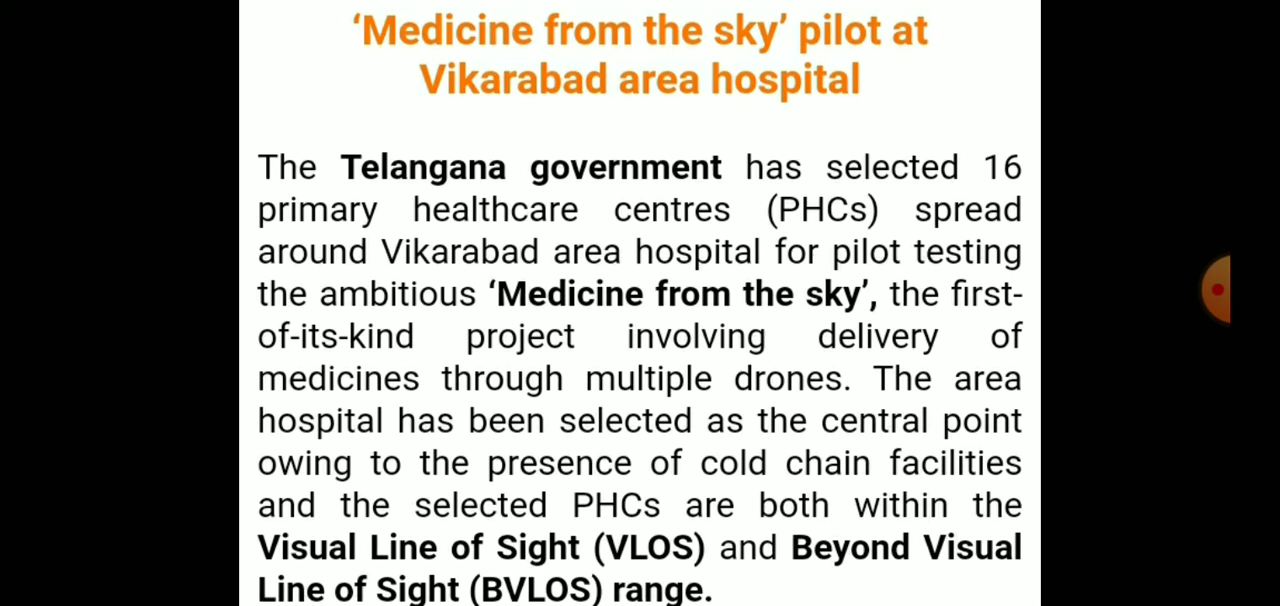 ‘Medicine from the sky’ pilot at
Vikarabad area hospital
The Telangana government has selected 16
primary healthcare centres (PHCs) spread
around Vikarabad area hospital for pilot testing
the ambitious ‘Medicine from the sky’, the first-
of-its-kind project involving delivery of
medicines through multiple drones. The area
hospital has been selected as the central point
owing to the presence of cold chain facilities
and the selected PHCs are both within the
Visual Line of Sight (VLOS) and Beyond Visual
Line of Sight (BVLOS) range.